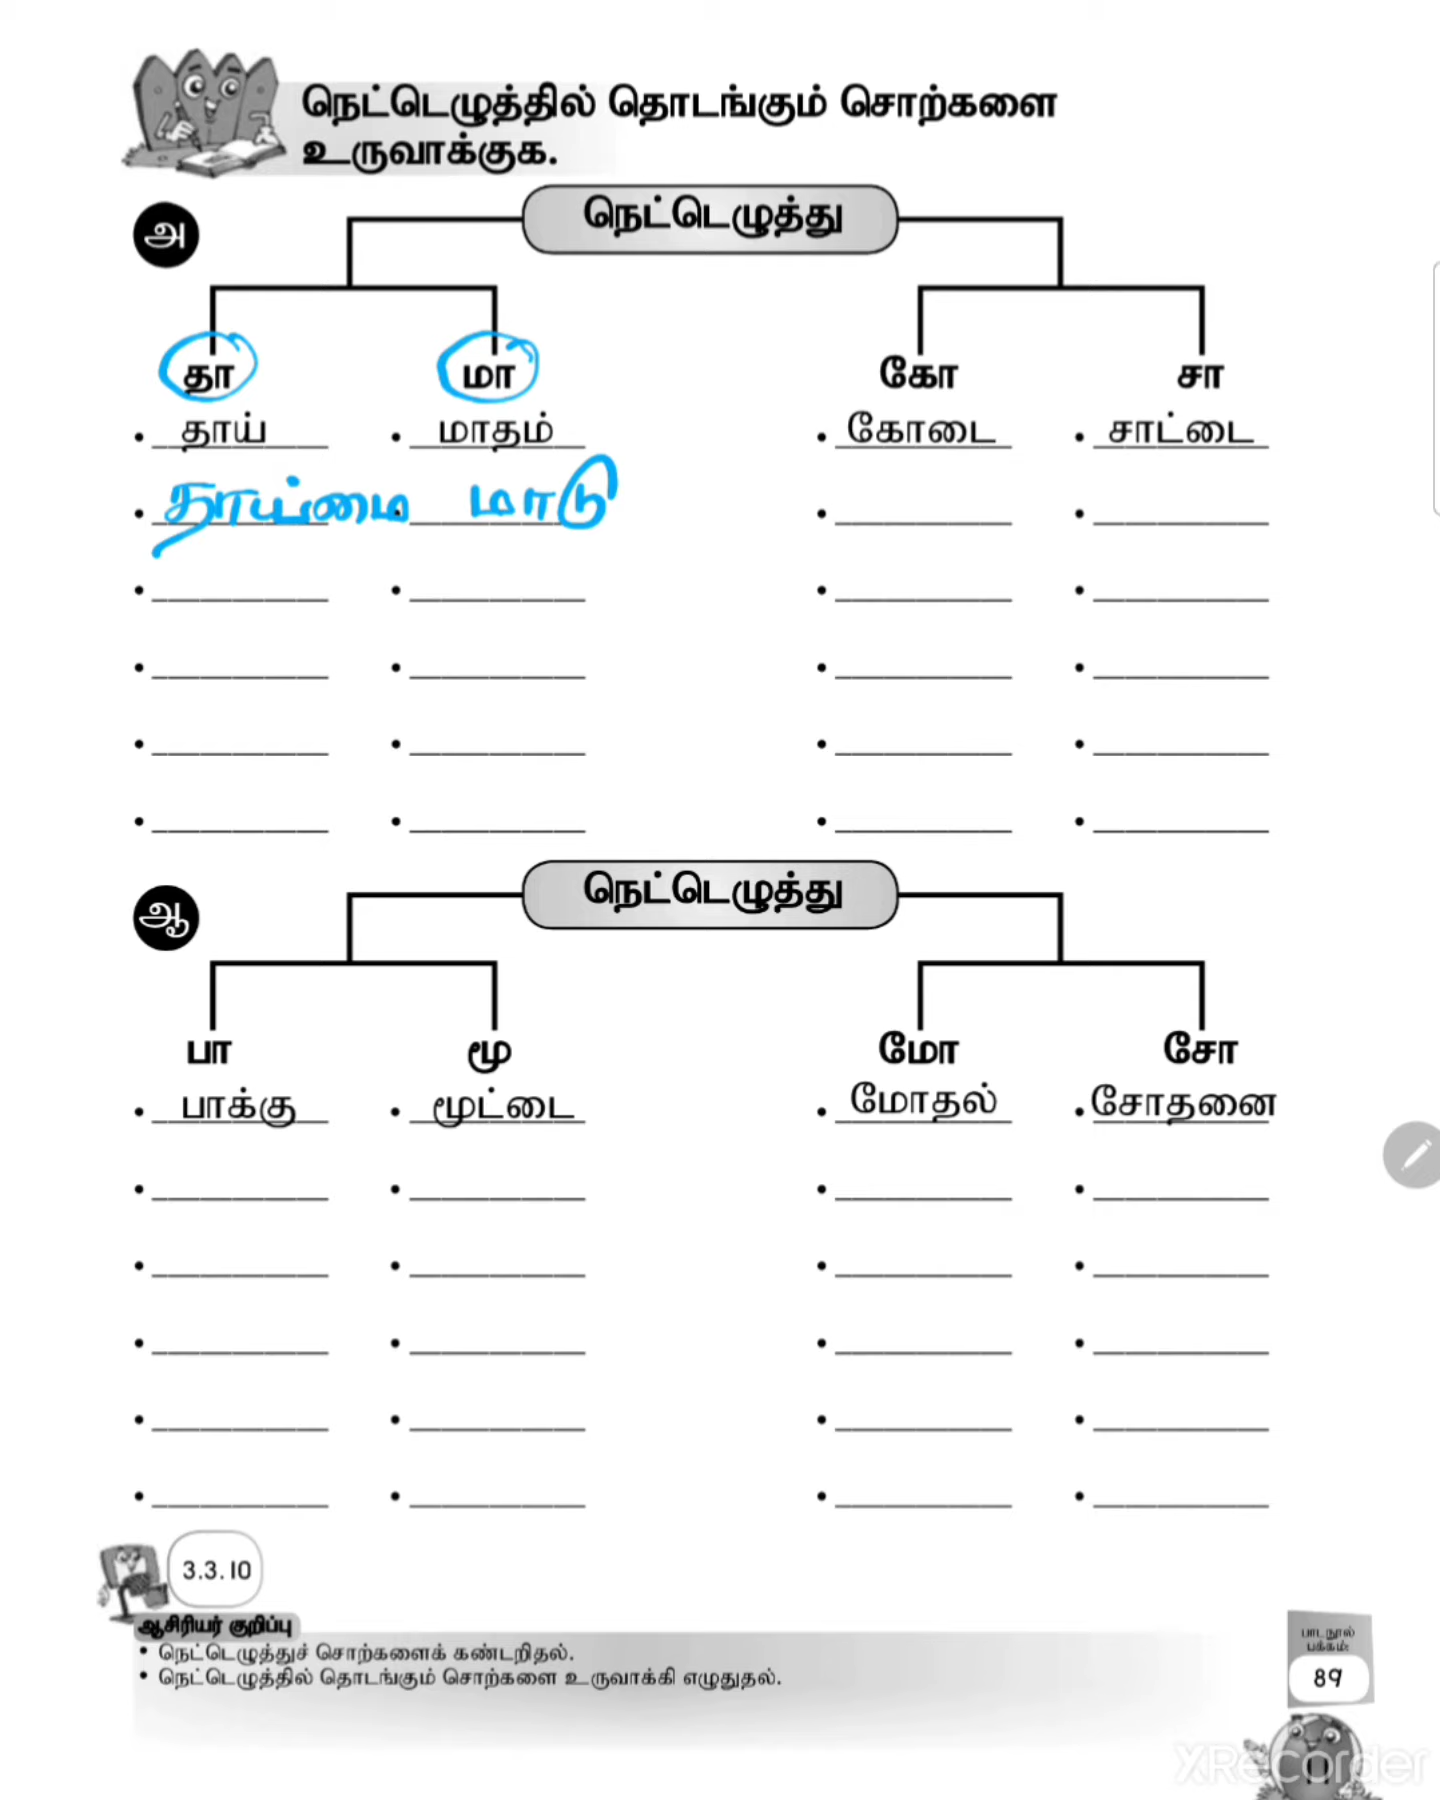 நெட்டெழுத்தில் தொடங்கும் சொற்களை
உருவாக்குக.
அ
நெட்டெழுத்து
தா மா கோ சா
தாய் மாதம் கோடை சாட்டை
தாய்மை மாடு
ஆ
நெட்டெழுத்து
பா மூ மோ சோ
பாக்கு மூட்டை மோதல் சோதனை
3.3.10
ஆசிரியர் குறிப்பு
• நெட்டெழுத்துச் சொற்களைக் கண்டறிதல்.
• நெட்டெழுத்தில் தொடங்கும் சொற்களை உருவாக்கி எழுதுதல்.
பாடநூல்
பக்கம்:
89
11
XRecorder